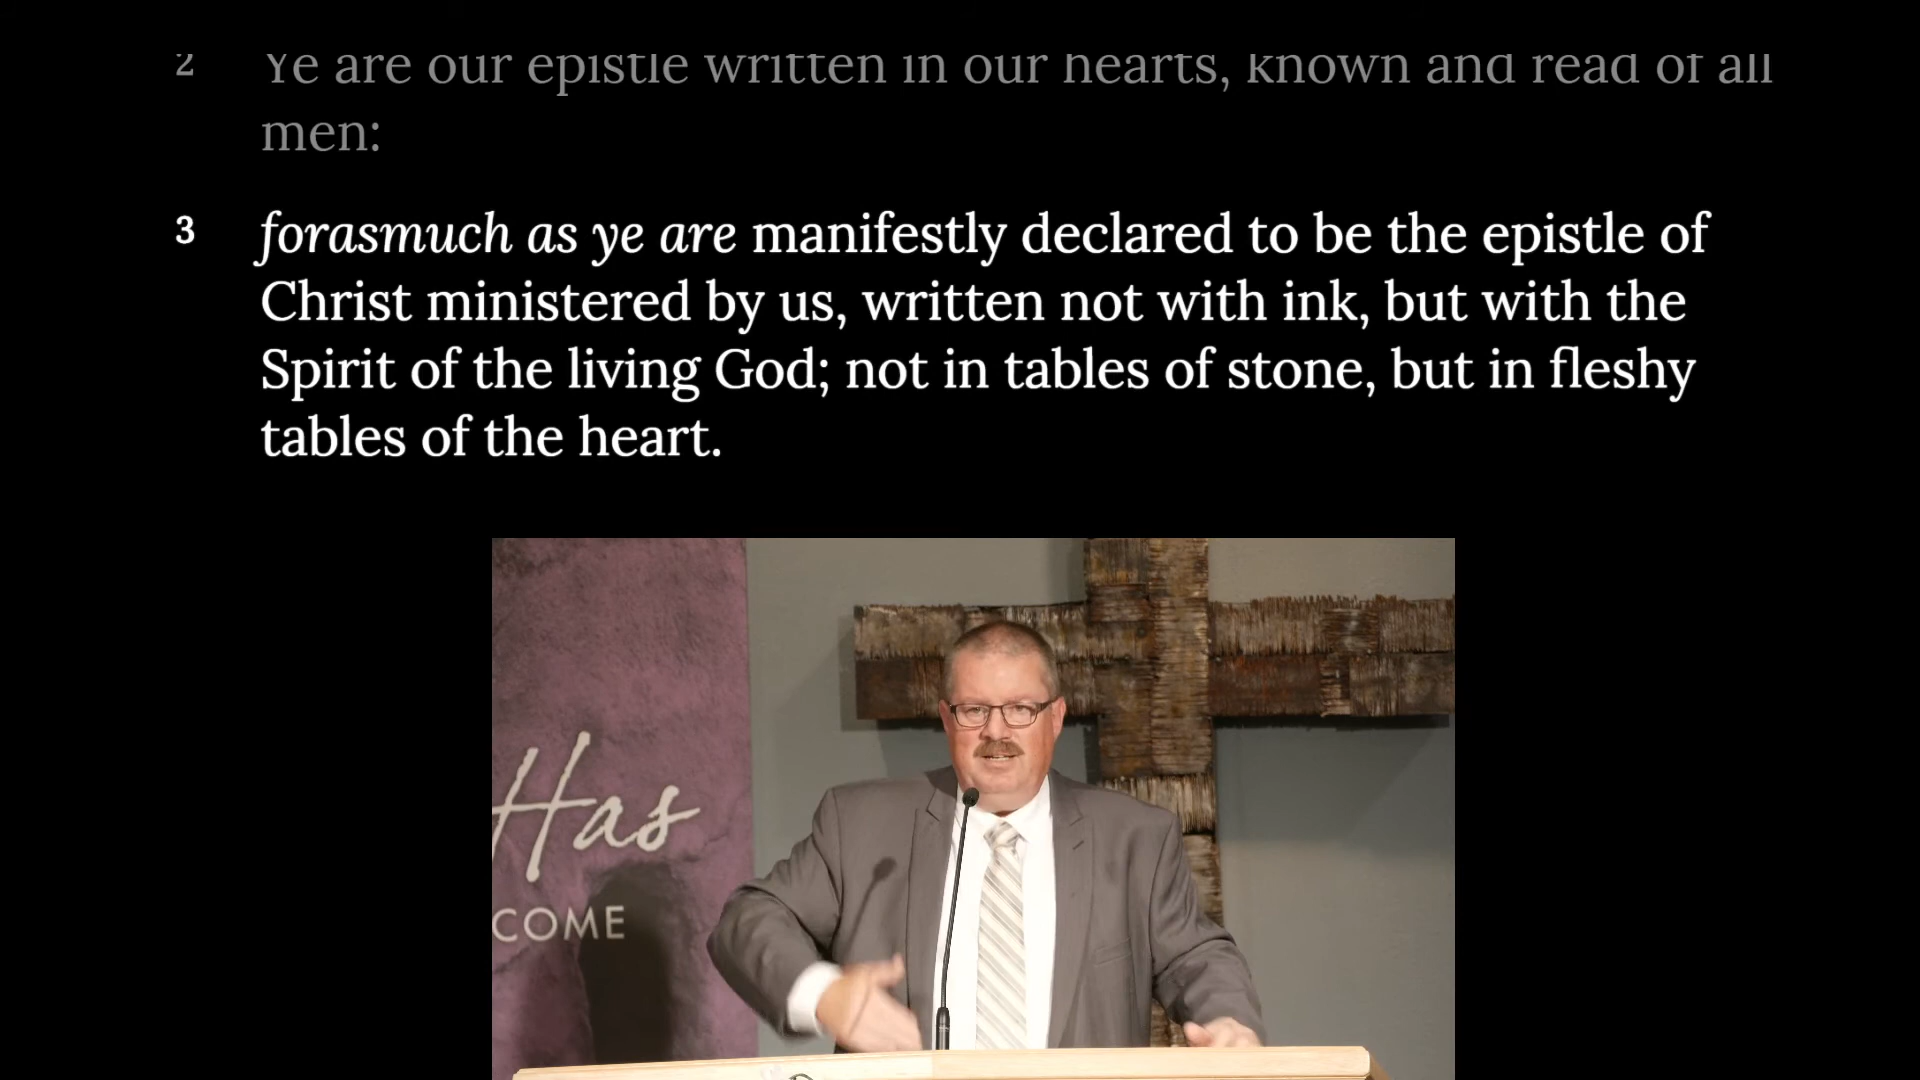 2 Ye are our epistle written in our hearts, known and read of all
men:
3 forasmuch as ye are manifestly declared to be the epistle of
Christ ministered by us, written not with ink, but with the
Spirit of the living God; not in tables of stone, but in fleshy
tables of the heart.
Has
COME